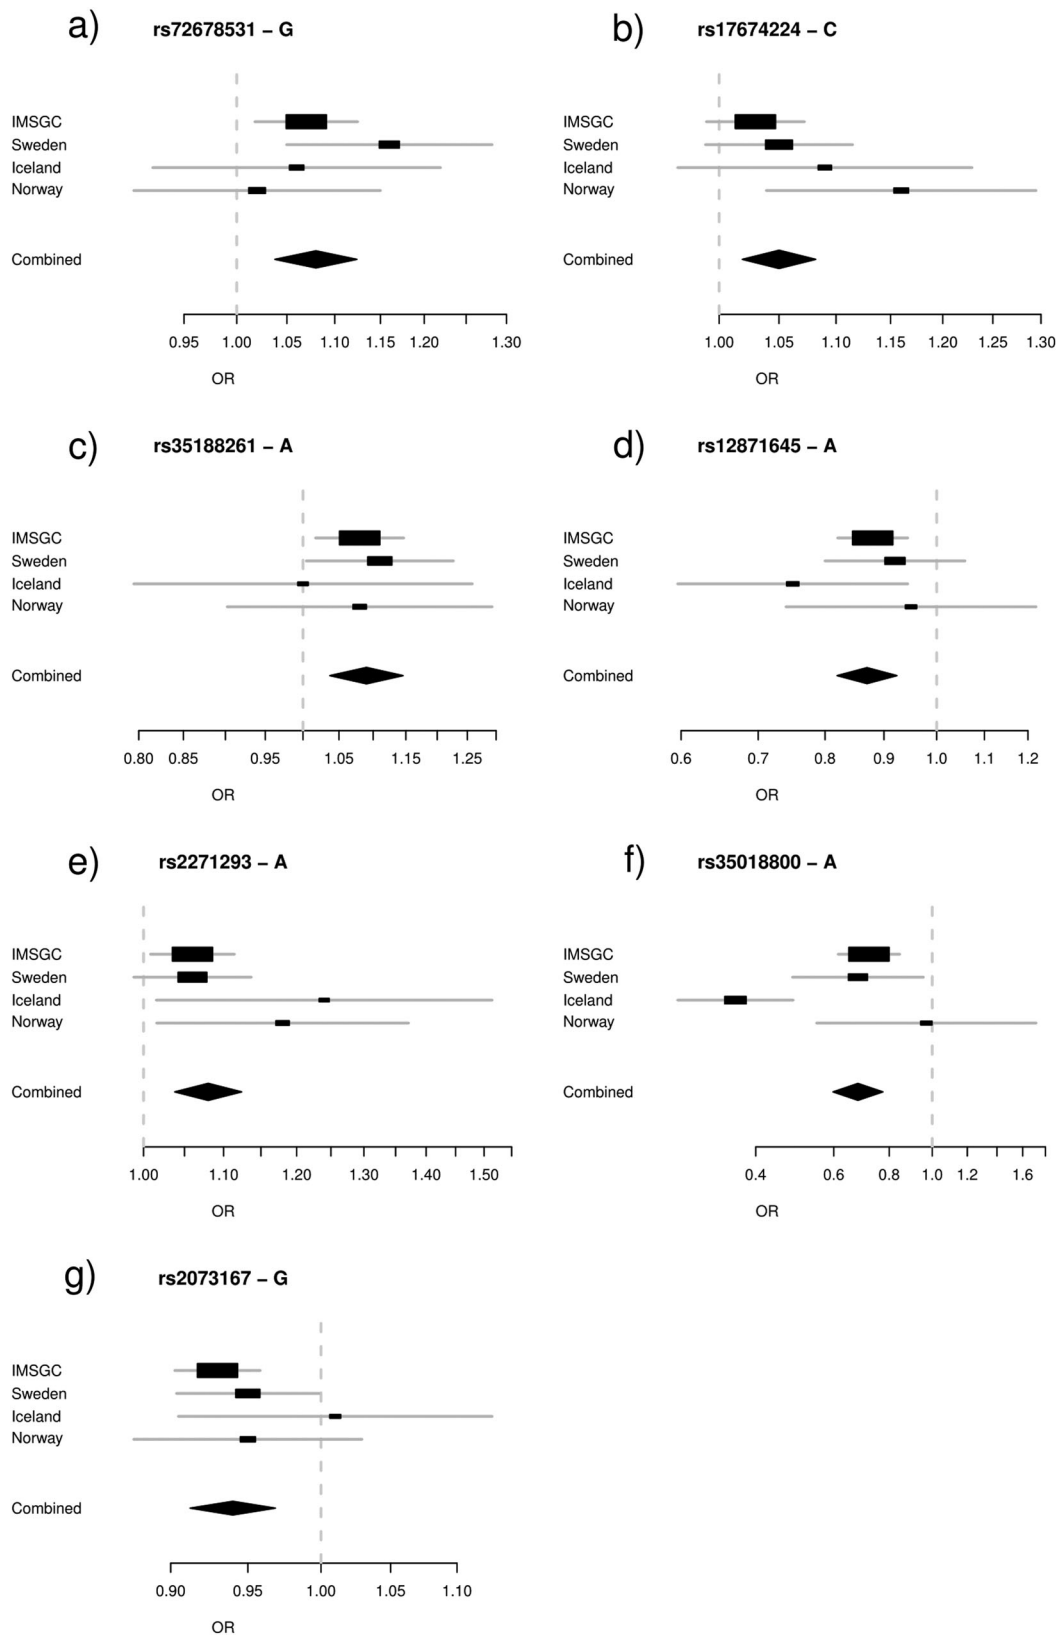 a) rs72678531 – G
IMSGC
Sweden
Iceland
Norway
Combined
0.95 1.00 1.05 1.10 1.15 1.20 1.30
OR
b) rs17674224 – C
IMSGC
Sweden
Iceland
Norway
Combined
1.00 1.05 1.10 1.15 1.20 1.25 1.30
OR
c) rs35188261 – A
IMSGC
Sweden
Iceland
Norway
Combined
0.80 0.85 0.95 1.05 1.15 1.25
OR
d) rs12871645 – A
IMSGC
Sweden
Iceland
Norway
Combined
0.6 0.7 0.8 0.9 1.0 1.1 1.2
OR
e) rs2271293 – A
IMSGC
Sweden
Iceland
Norway
Combined
1.00 1.10 1.20 1.30 1.40 1.50
OR
f) rs35018800 – A
IMSGC
Sweden
Iceland
Norway
Combined
0.4 0.6 0.8 1.0 1.2 1.6
OR
g) rs2073167 – G
IMSGC
Sweden
Iceland
Norway
Combined
0.90 0.95 1.00 1.05 1.10
OR